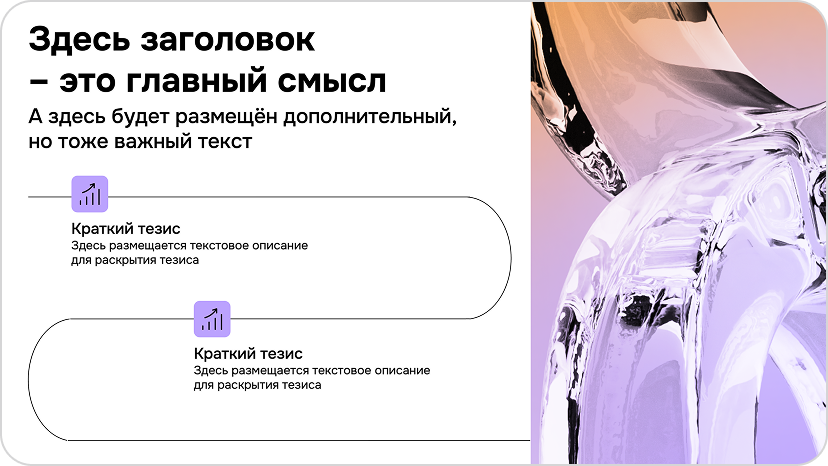 Здесь заголовок
– это главный смысл
А здесь будет размещён дополнительный,
но тоже важный текст
Краткий тезис
Здесь размещается текстовое описание
для раскрытия тезиса
Краткий тезис
Здесь размещается текстовое описание
для раскрытия тезиса